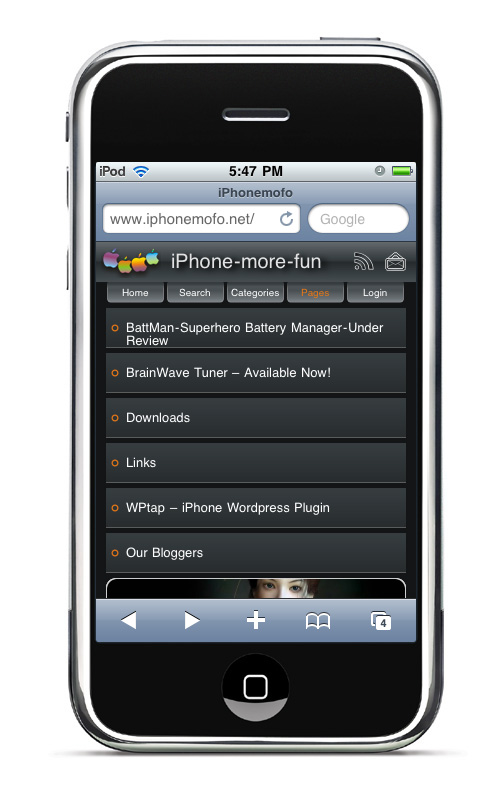 iPod 5:47 PM
iPhonemofo
www.iphonemofo.net/ Google
iPhone-more-fun
Home Search Categories Pages Login
BattMan-Superhero Battery Manager-Under
Review
BrainWave Tuner – Available Now!
Downloads
Links
WPtap – iPhone Wordpress Plugin
Our Bloggers
4